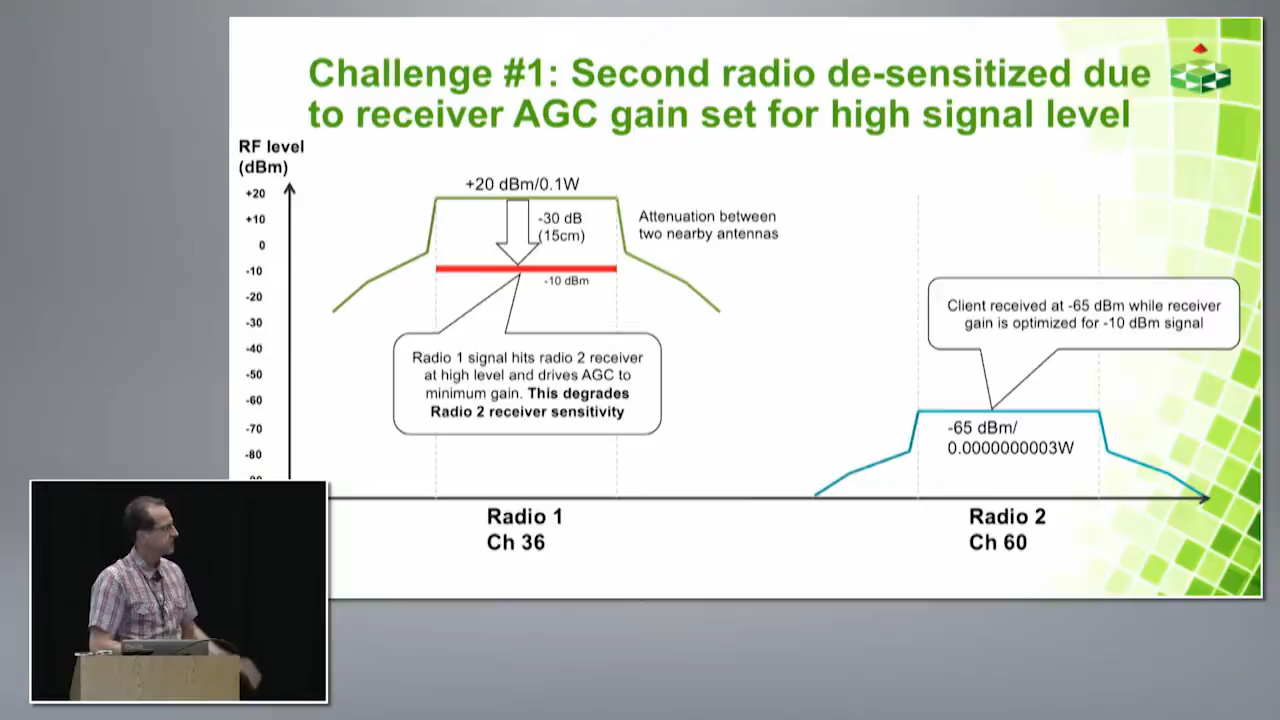 Challenge #1: Second radio de-sensitized due
to receiver AGC gain set for high signal level
RF level
(dBm)
+20
+10
0
-10
-20
-30
-40
-50
-60
-70
-80
+20 dBm/0.1W
-30 dB
(15cm)
Attenuation between
two nearby antennas
-10 dBm
Radio 1 signal hits radio 2 receiver
at high level and drives AGC to
minimum gain. This degrades
Radio 2 receiver sensitivity
Client received at -65 dBm while receiver
gain is optimized for -10 dBm signal
-65 dBm/
0.0000000003W
Radio 1
Ch 36
Radio 2
Ch 60